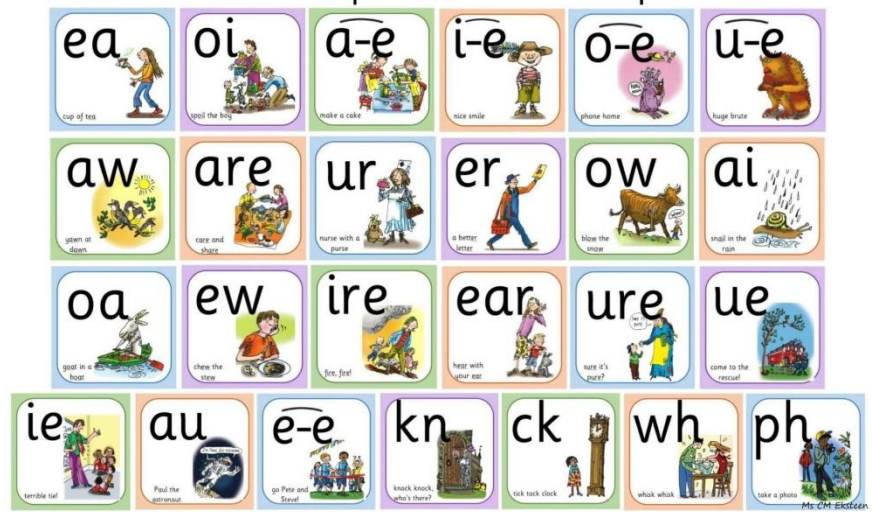 ea oi a-e i-e o-e u-e
cup of tea
spoil the boy
make a cake
nice smile
phone home
huge brute
aw are ur er ow ai
yawn at
dawn
care and
share
nurse with a
purse
a better
letter
blow the
snow
snail in the
rain
oa ew ire ear ure ue
goat in a
boat
chew the
stew
fire, fire!
hear with
your ear
sure it's
pure?
come to the
rescue!
ie au e-e kn ck wh ph
terrible tie!
Paul the
astronaut
go Pete and
Steve!
knock knock,
who's there?
tick tock clock
whisk whisk
take a photo
Ms CM Eksteen